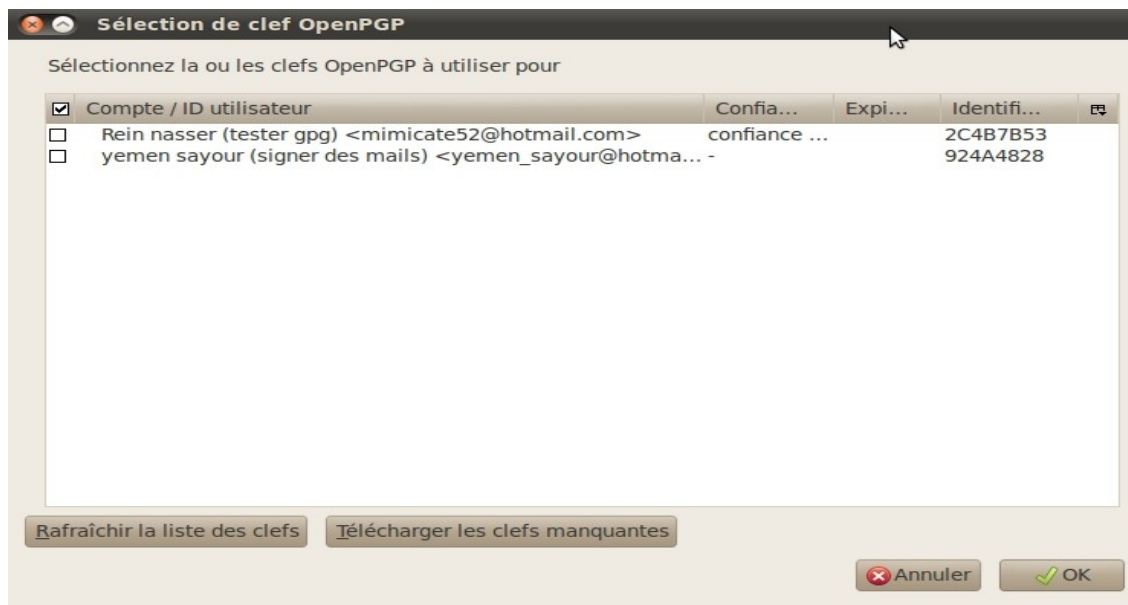 Sélection de clef OpenPGP
Sélectionnez la ou les clefs OpenPGP à utiliser pour
Compte / ID utilisateur Confia... Expi... Identifi...
Rein nasser (tester gpg) <mimicate52@hotmail.com> confiance ... 2C4B7B53
yemen sayour (signer des mails) <yemen_sayour@hotma... - 924A4828
Rafraîchir la liste des clefs Télécharger les clefs manquantes
Annuler OK